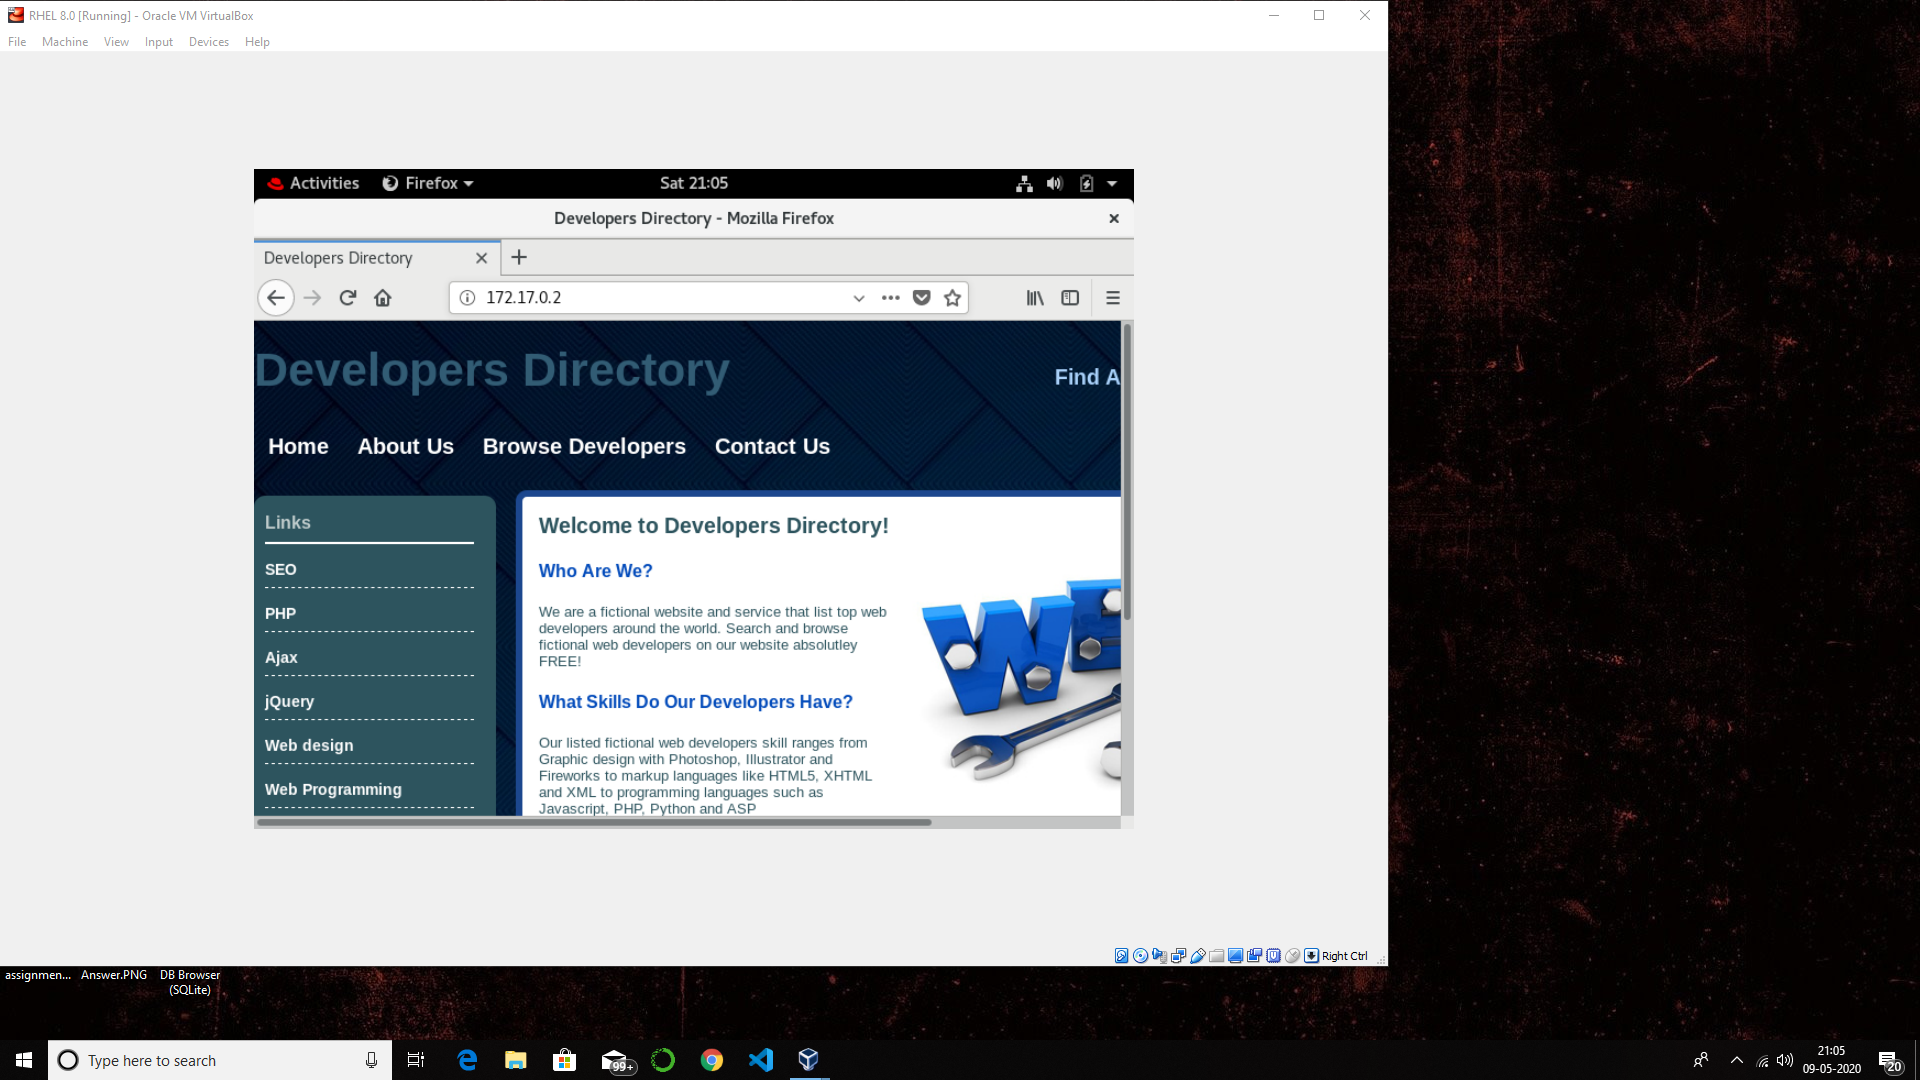 RHEL 8.0 [Running] - Oracle VM VirtualBox
File Machine View Input Devices Help
Activities Firefox Sat 21:05
Developers Directory - Mozilla Firefox
Developers Directory
172.17.0.2
Developers Directory
Find A
Home About Us Browse Developers Contact Us
Links
SEO
PHP
Ajax
jQuery
Web design
Web Programming
Welcome to Developers Directory!
Who Are We?
We are a fictional website and service that list top web
developers around the world. Search and browse
fictional web developers on our website absolutley
FREE!
What Skills Do Our Developers Have?
Our listed fictional web developers skill ranges from
Graphic design with Photoshop, Illustrator and
Fireworks to markup languages like HTML5, XHTML
and XML to programming languages such as
Javascript, PHP, Python and ASP
WE
Right Ctrl
assignmen... Answer.PNG DB Browser
(SQLite)
Type here to search
99+
21:05
09-05-2020
20